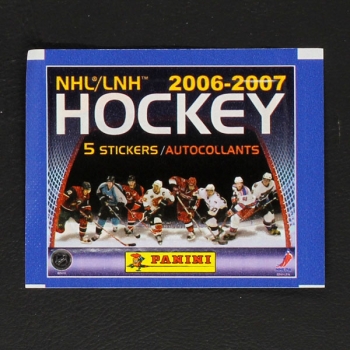 NHL®/LNH™ 2006-2007
HOCKEY
5 STICKERS/AUTOCOLLANTS
PANINI